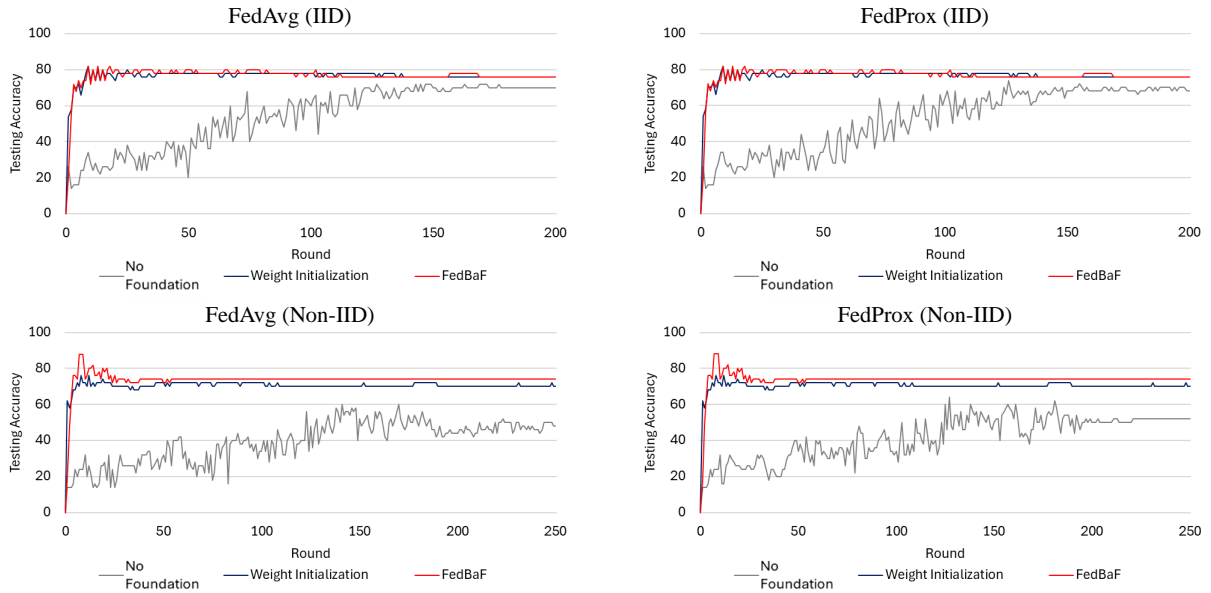 FedAvg (IID)
100
80
60
40
20
0
Testing Accuracy
0 50 100 150 200
Round
No Foundation
Weight Initialization
FedBaF
FedProx (IID)
100
80
60
40
20
0
Testing Accuracy
0 50 100 150 200
Round
No Foundation
Weight Initialization
FedBaF
FedAvg (Non-IID)
100
80
60
40
20
0
Testing Accuracy
0 50 100 150 200 250
Round
No Foundation
Weight Initialization
FedBaF
FedProx (Non-IID)
100
80
60
40
20
0
Testing Accuracy
0 50 100 150 200 250
Round
No Foundation
Weight Initialization
FedBaF